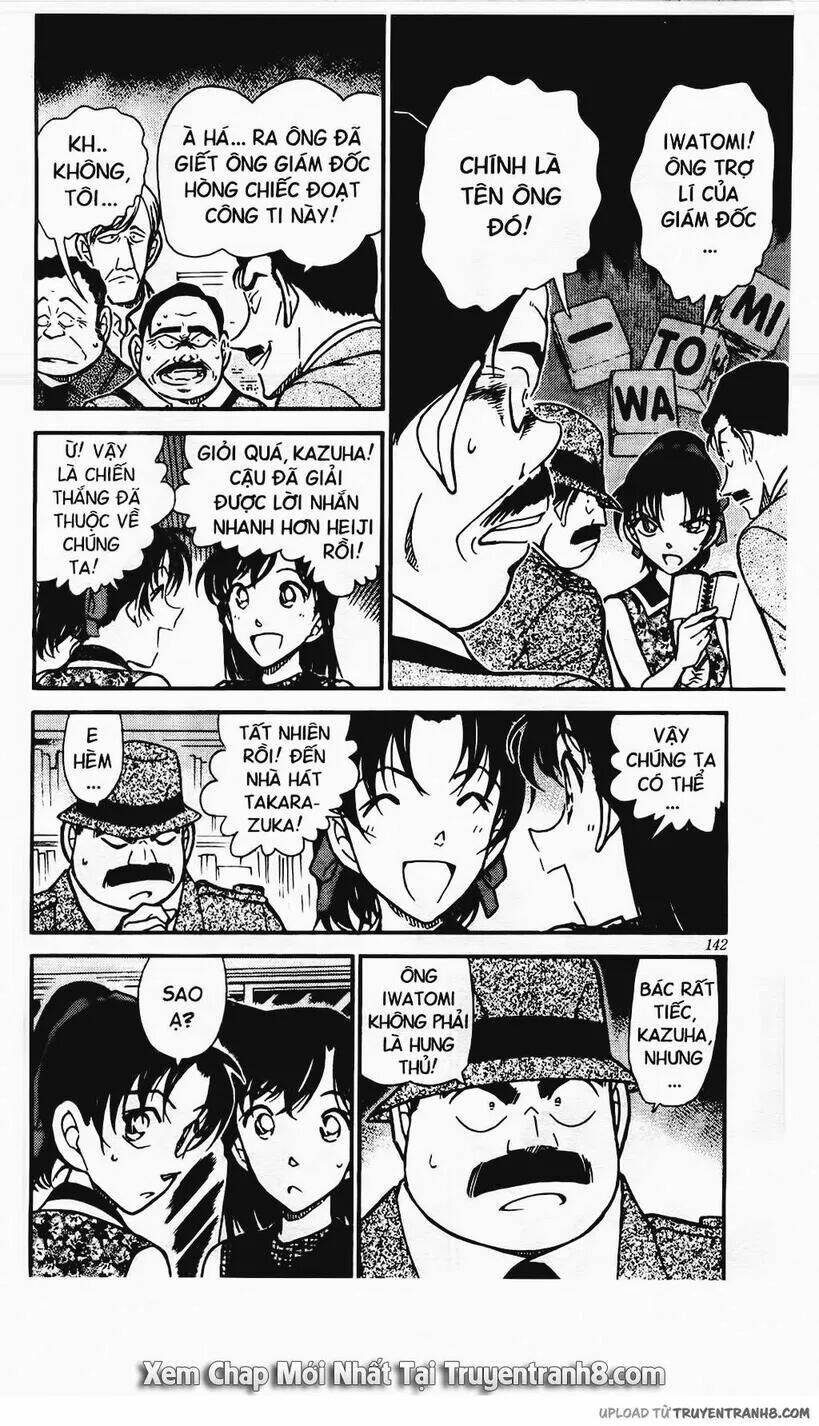 IWATOMI!
ÔNG TRỢ
LÍ CỦA
GIÁM ĐỐC
...
CHÍNH LÀ
TÊN ÔNG
ĐÓ!
MI
TO
WA
À HÁ... RA ÔNG ĐÃ
GIẾT ÔNG GIÁM ĐỐC
HÒNG CHIẾC ĐOẠT
CÔNG TI NÀY!
KH..
KHÔNG,
TÔI...
GIỎI QUÁ, KAZUHA!
CẬU ĐÃ GIẢI
ĐƯỢC LỜI NHẮN
NHANH HƠN HEIJI
RỒI!
Ừ! VẬY
LÀ CHIẾN
THẮNG ĐÃ
THUỘC VỀ
CHÚNG
TA!
VẬY
CHÚNG TA
CÓ THỂ
...
TẤT NHIÊN
RỒI! ĐẾN
NHÀ HÁT
TAKARA-
ZUKA!
E
HÈM
...
142
BÁC RẤT
TIẾC,
KAZUHA,
NHƯNG
...
ÔNG
IWATOMI
KHÔNG PHẢI
LÀ HUNG
THỦ!
SAO
Ạ?
Xem Chap Mới Nhất Tại Truyentranh8.com
UPLOAD TỪ TRUYENTRANH8.COM